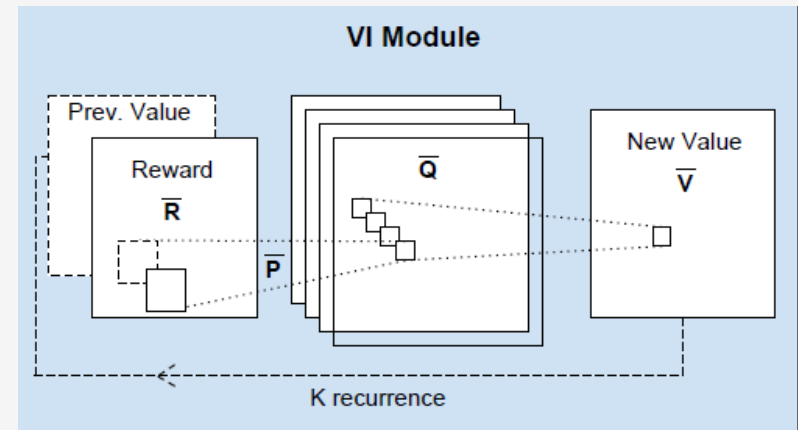 VI Module
Prev. Value
Reward
R̅
P̅
Q̅
New Value
V̅
K recurrence